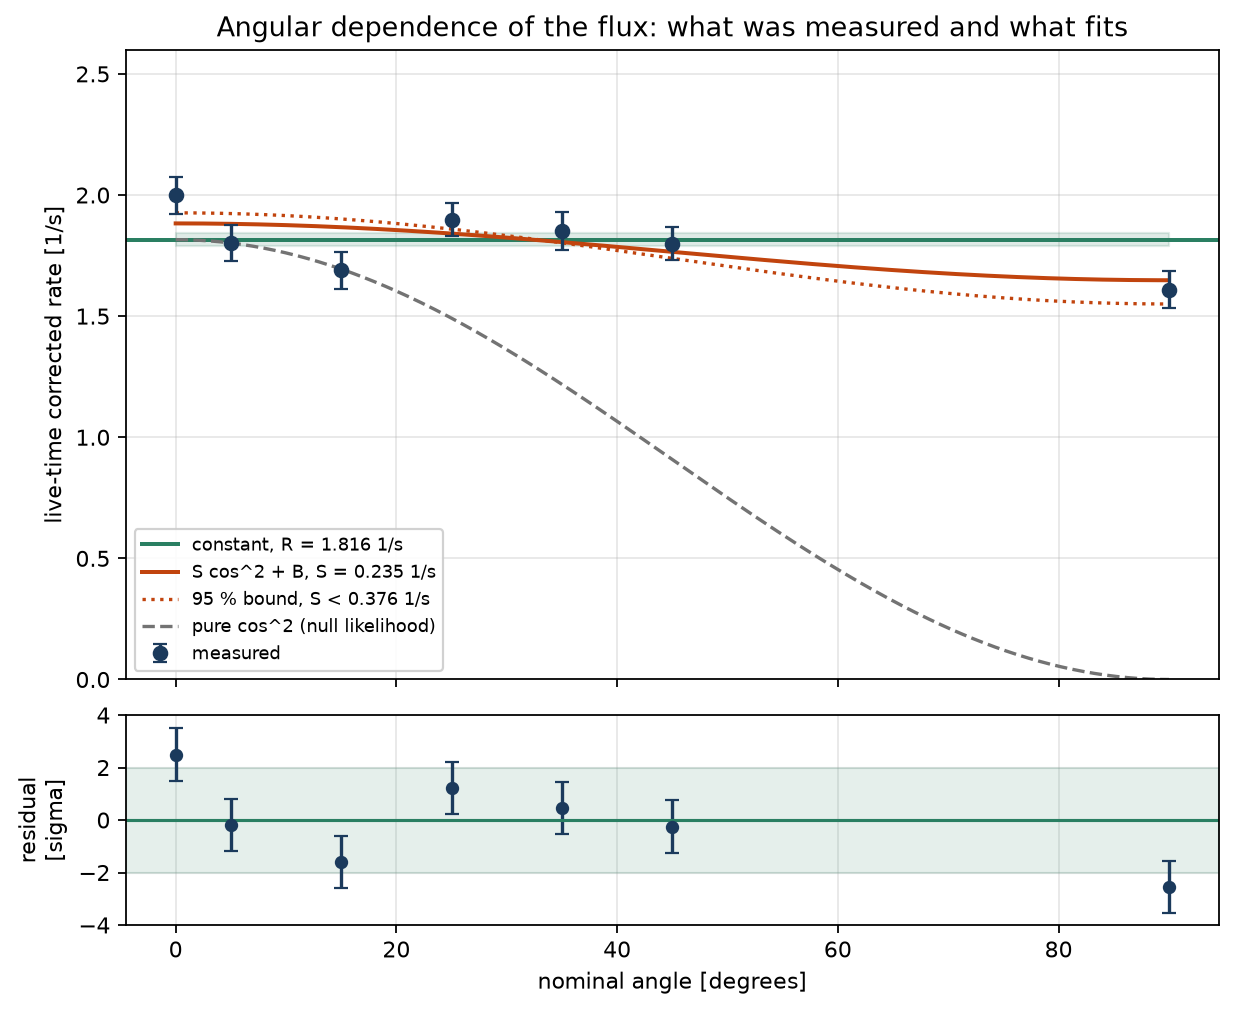 Angular dependence of the flux: what was measured and what fits
live-time corrected rate [1/s]
2.5
2.0
1.5
1.0
0.5
0.0
constant, R = 1.816 1/s
S cos^2 + B, S = 0.235 1/s
95 % bound, S < 0.376 1/s
pure cos^2 (null likelihood)
measured
residual
[sigma]
4
2
0
−2
−4
0
20
40
60
80
nominal angle [degrees]